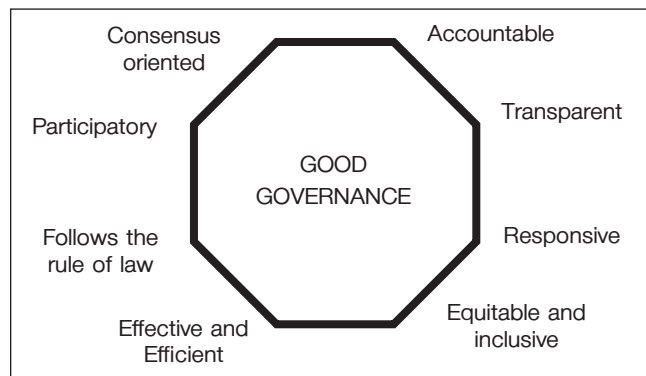 Consensus
oriented
Accountable
Participatory
Transparent
GOOD
GOVERNANCE
Follows the
rule of law
Responsive
Effective and
Efficient
Equitable and
inclusive